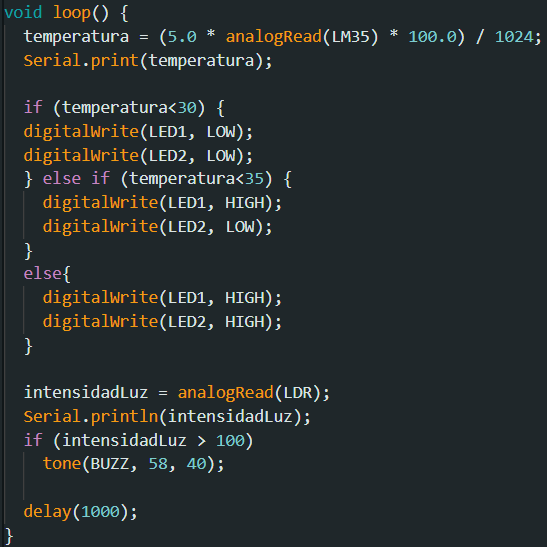 void loop() {
  temperatura = (5.0 * analogRead(LM35) * 100.0) / 1024;
  Serial.print(temperatura);

  if (temperatura<30) {
  digitalWrite(LED1, LOW);
  digitalWrite(LED2, LOW);
  } else if (temperatura<35) {
    digitalWrite(LED1, HIGH);
    digitalWrite(LED2, LOW);
  }
  else{
    digitalWrite(LED1, HIGH);
    digitalWrite(LED2, HIGH);
  }

  intensidadLuz = analogRead(LDR);
  Serial.println(intensidadLuz);
  if (intensidadLuz > 100)
    tone(BUZZ, 58, 40);

  delay(1000);
}